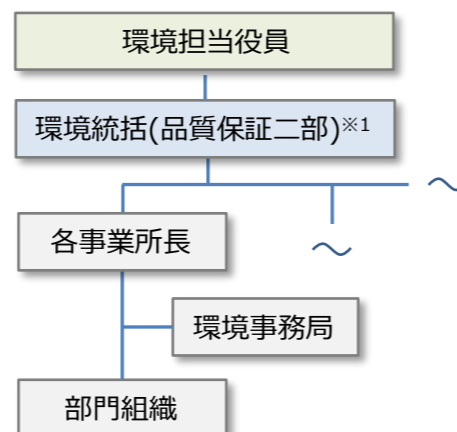 環境担当役員
環境統括(品質保証二部)※1
各事業所長
環境事務局
部門組織